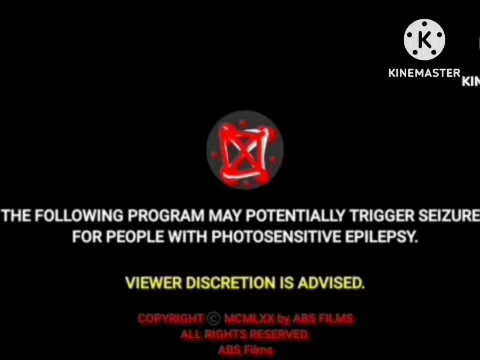 KINEMASTER
KIN
THE FOLLOWING PROGRAM MAY POTENTIALLY TRIGGER SEIZURE
FOR PEOPLE WITH PHOTOSENSITIVE EPILEPSY.
VIEWER DISCRETION IS ADVISED.
COPYRIGHT © MCMLXX by ABS FILMS
ALL RIGHTS RESERVED
ABS Films